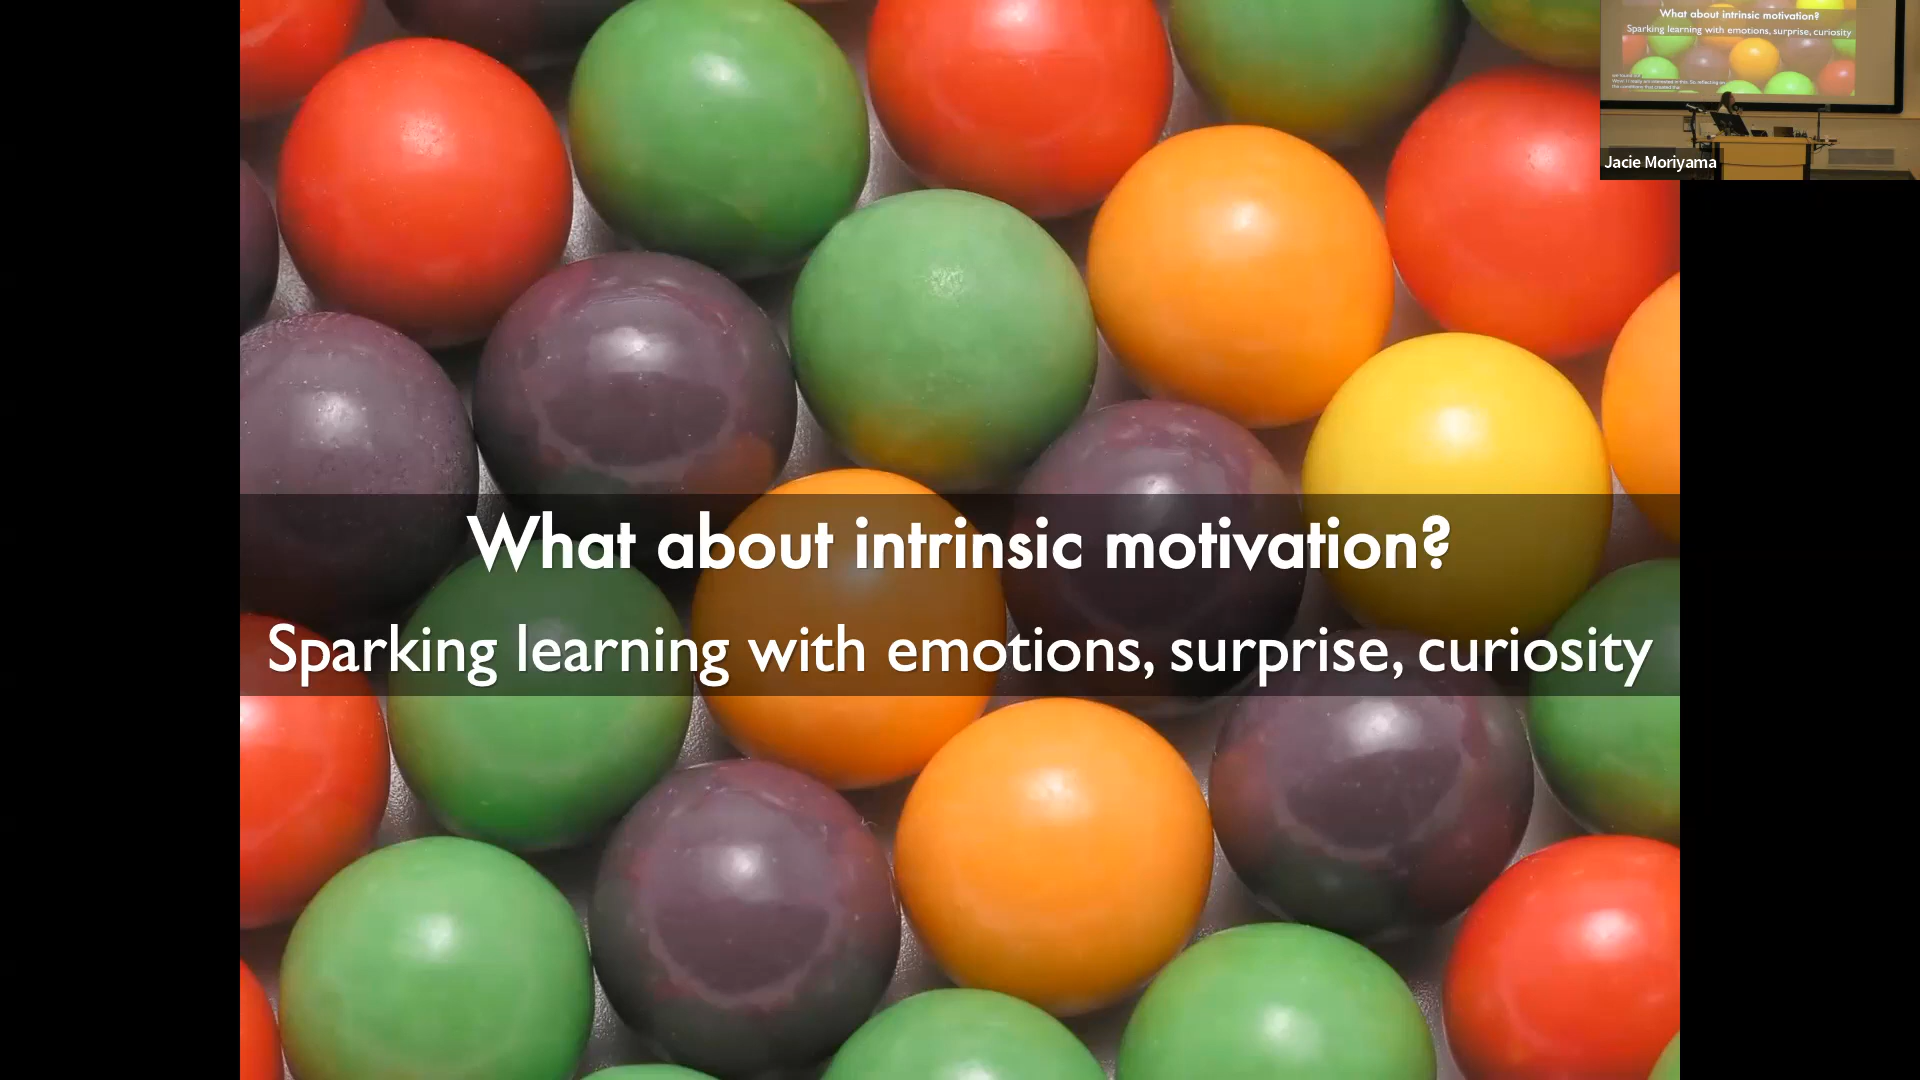 What about intrinsic motivation?
Sparking learning with emotions, surprise, curiosity
What about intrinsic motivation?
Sparking learning with emotions, surprise, curiosity
Jacie Moriyama